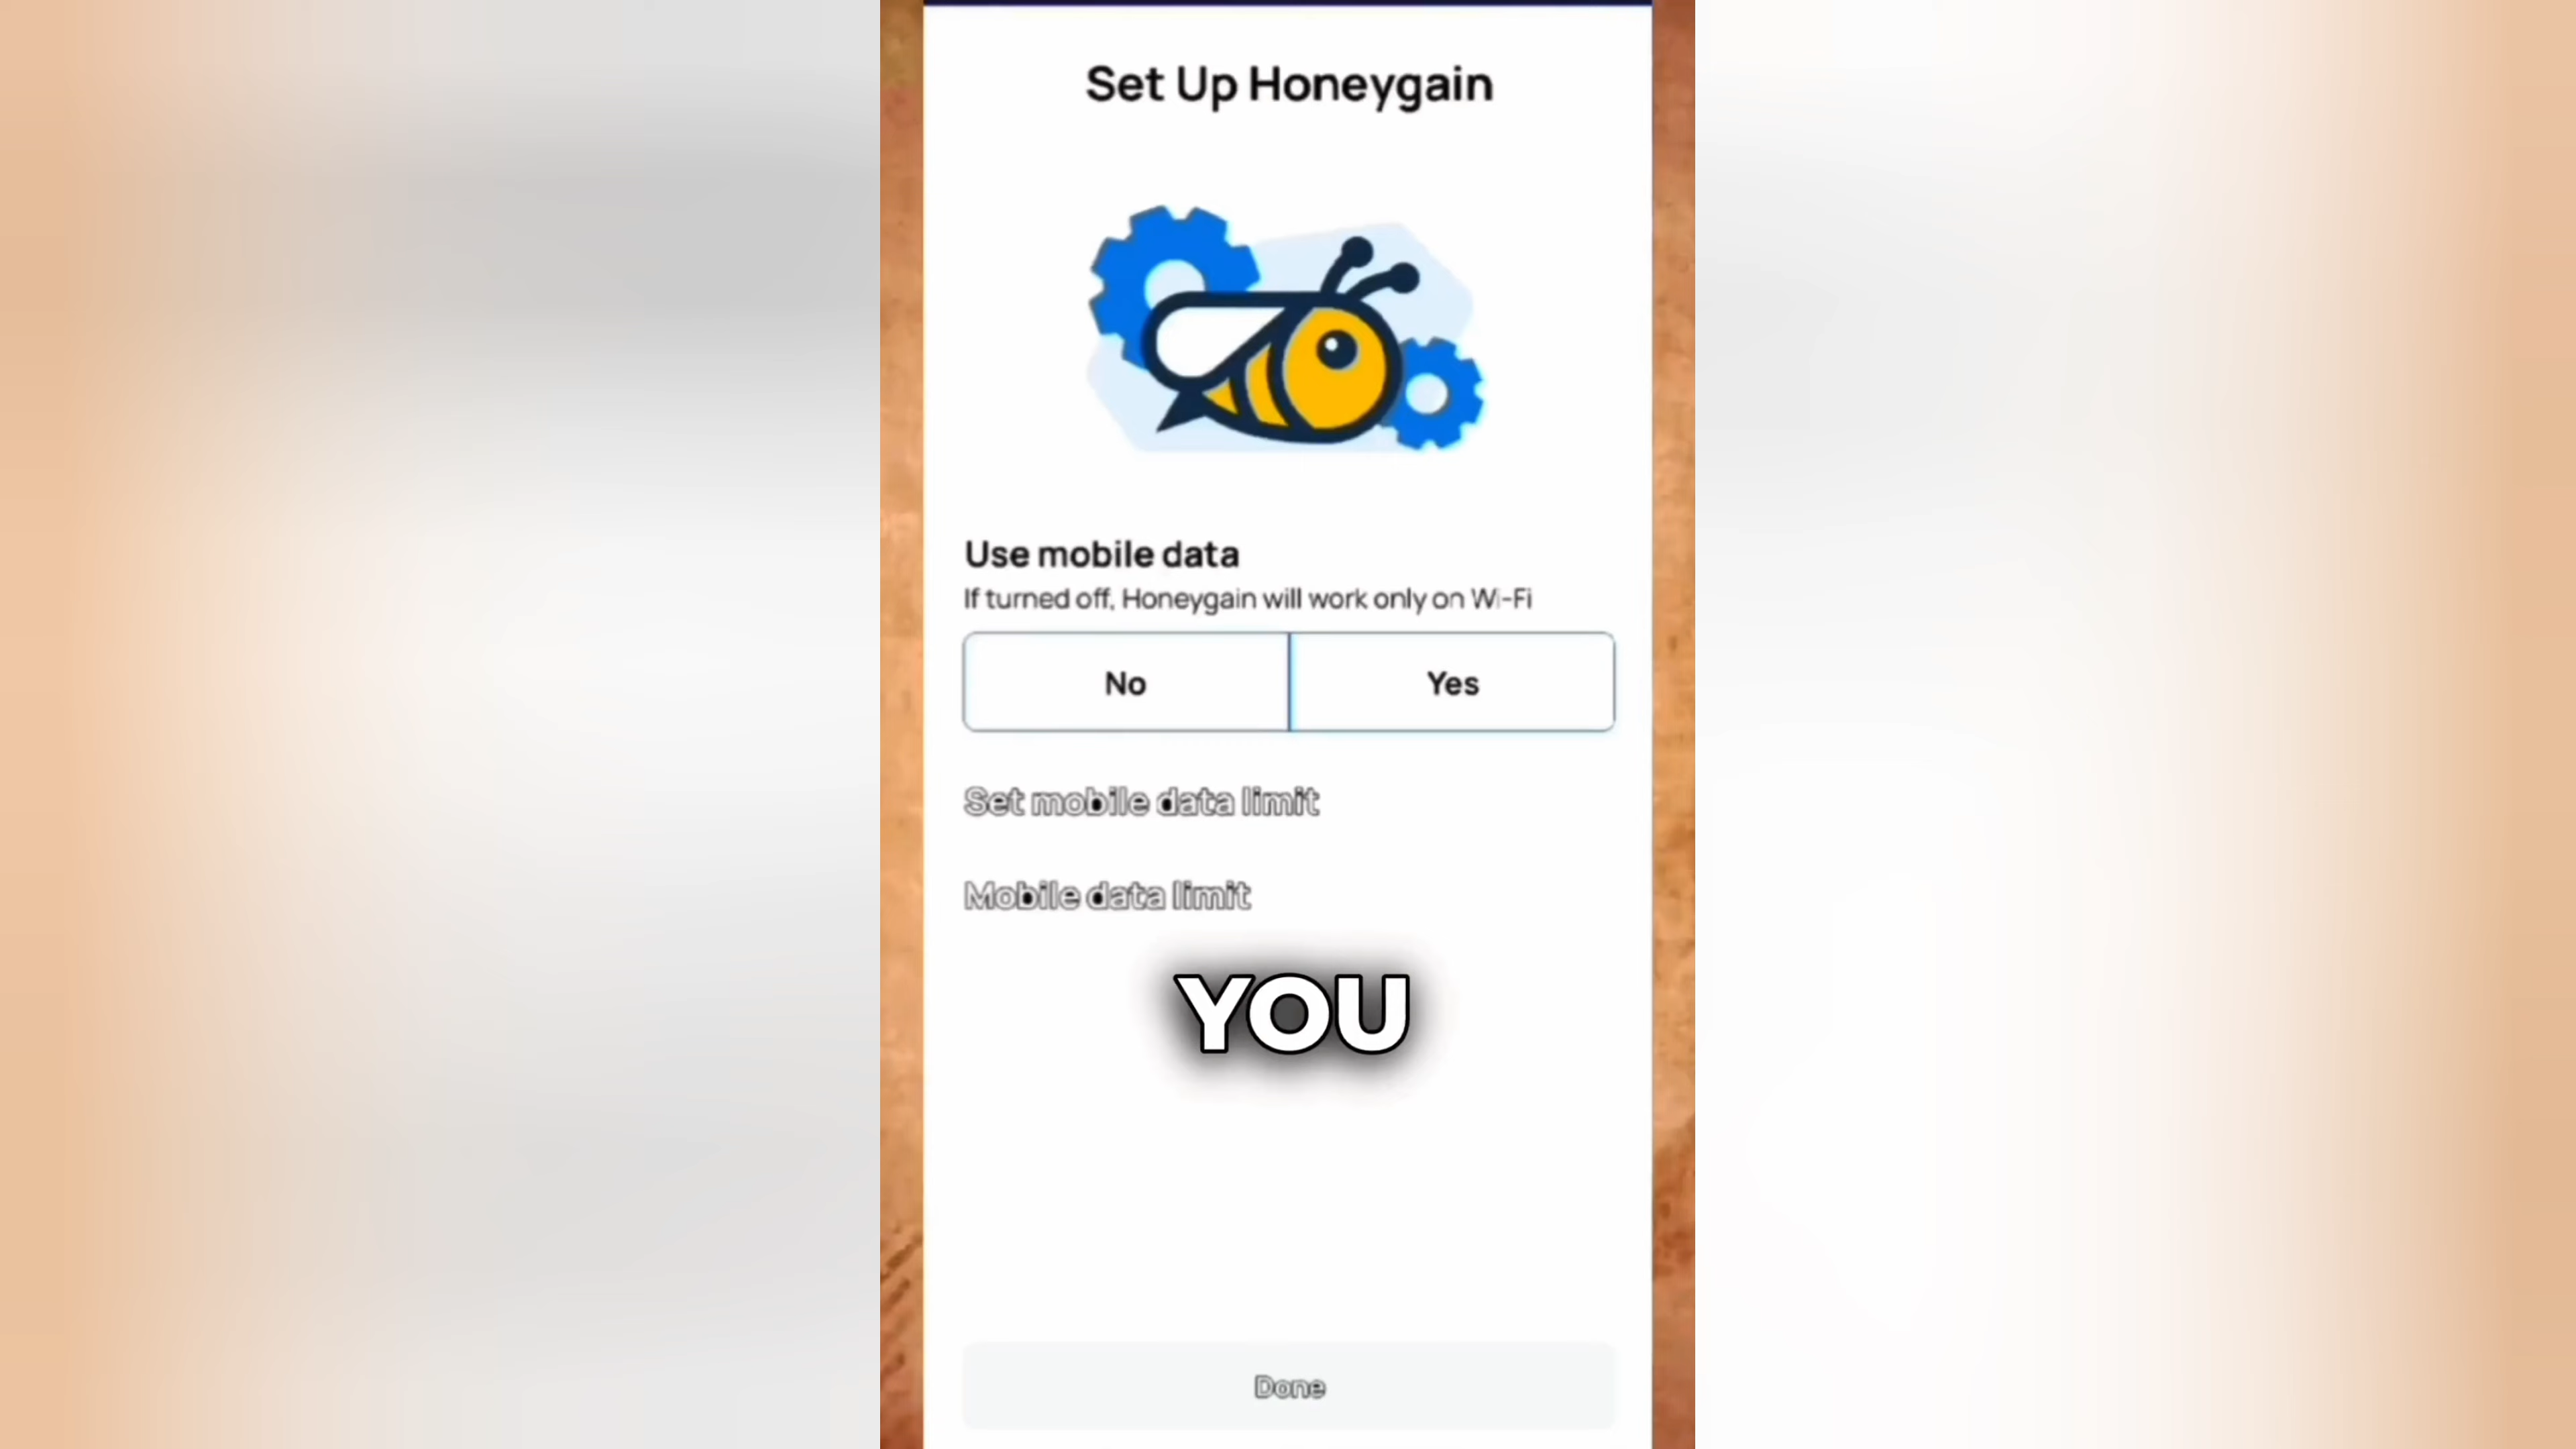 Set Up Honeygain
Use mobile data
If turned off, Honeygain will work only on Wi-Fi
No
Yes
Set mobile data limit
Mobile data limit
YOU
Done